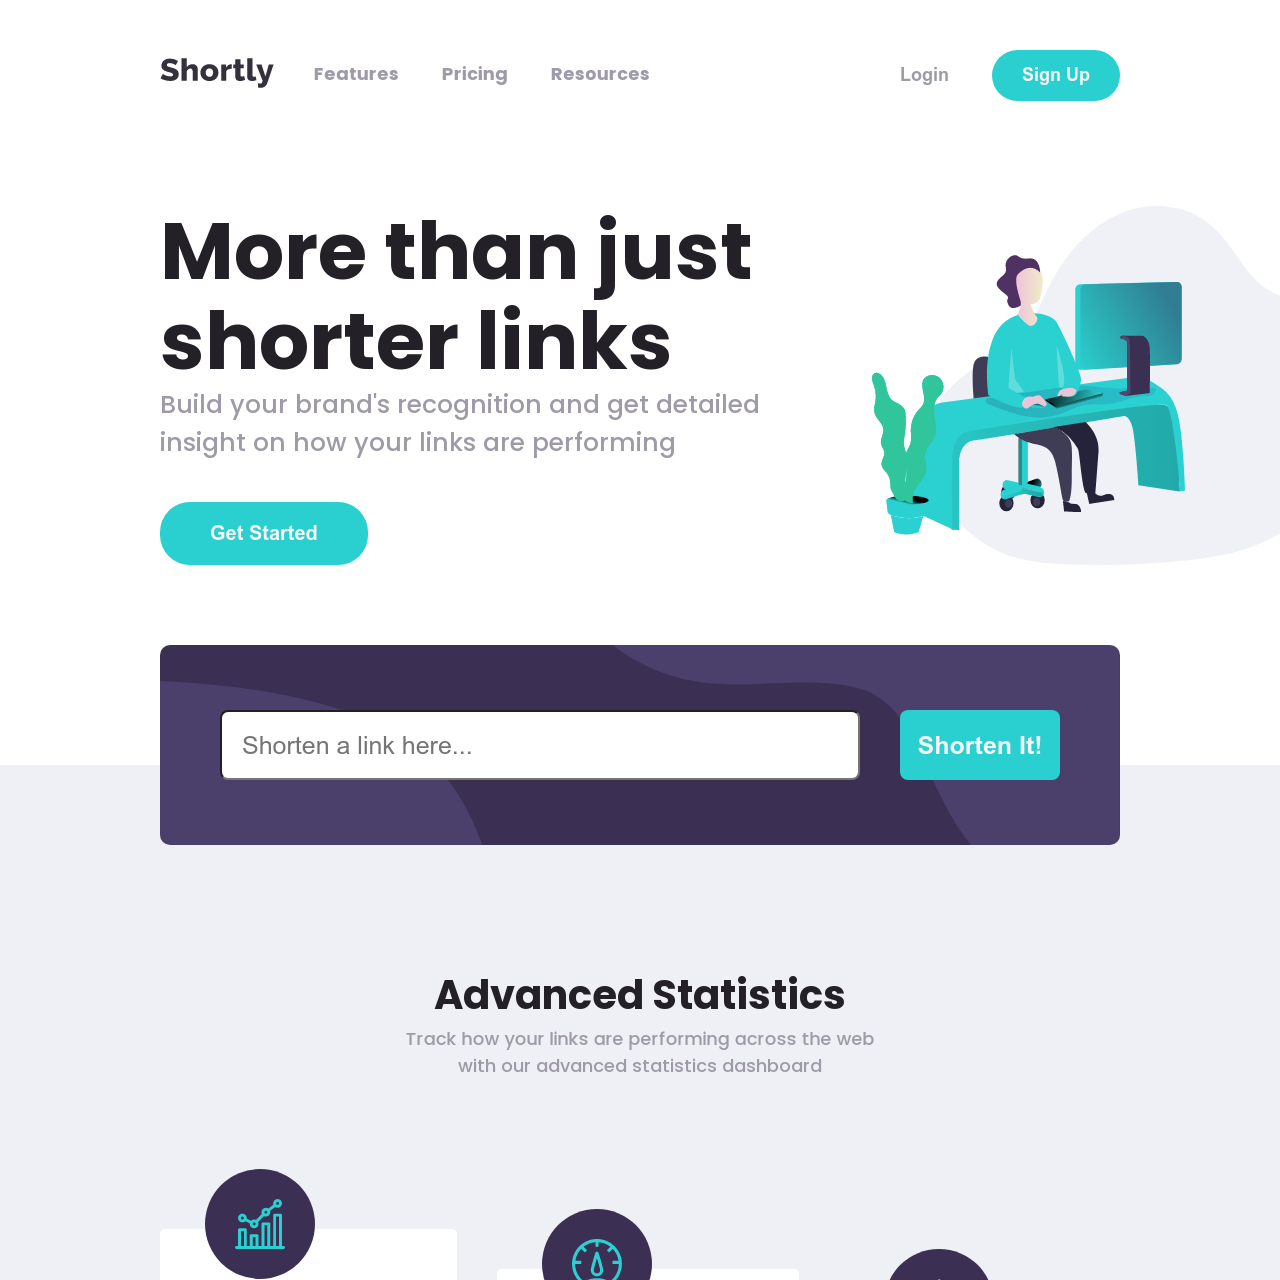 Shortly Features Pricing Resources Login Sign Up
More than just
shorter links
Build your brand's recognition and get detailed
insight on how your links are performing
Get Started
Shorten a link here... Shorten It!
Advanced Statistics
Track how your links are performing across the web
with our advanced statistics dashboard